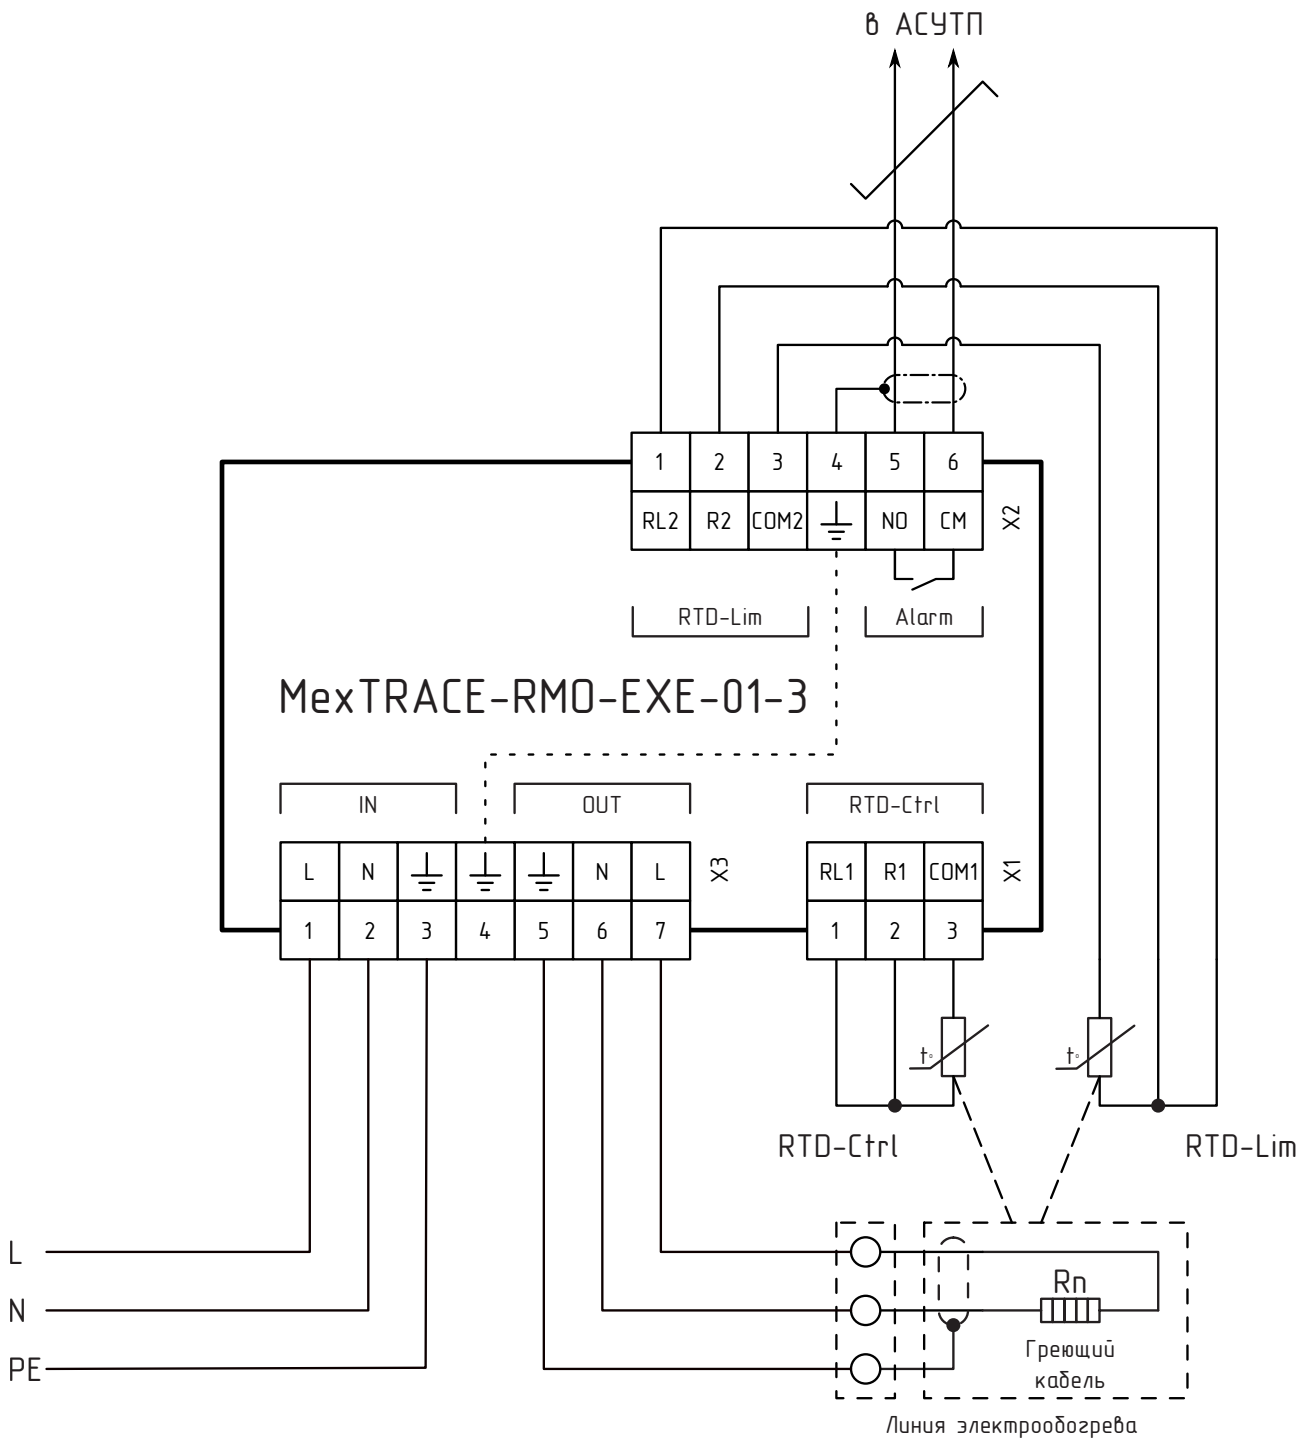 в АСУТП
1 2 3 4 5 6
RL2 R2 COM2 NO CM
X2
RTD-Lim Alarm
MexTRACE-RMO-EXE-01-3
IN OUT RTD-Ctrl
L N N L
X3
RL1 R1 COM1
X1
1 2 3 4 5 6 7
1 2 3
t° t°
RTD-Ctrl RTD-Lim
L
N
PE
Rn
Греющий
кабель
Линия электрообогрева